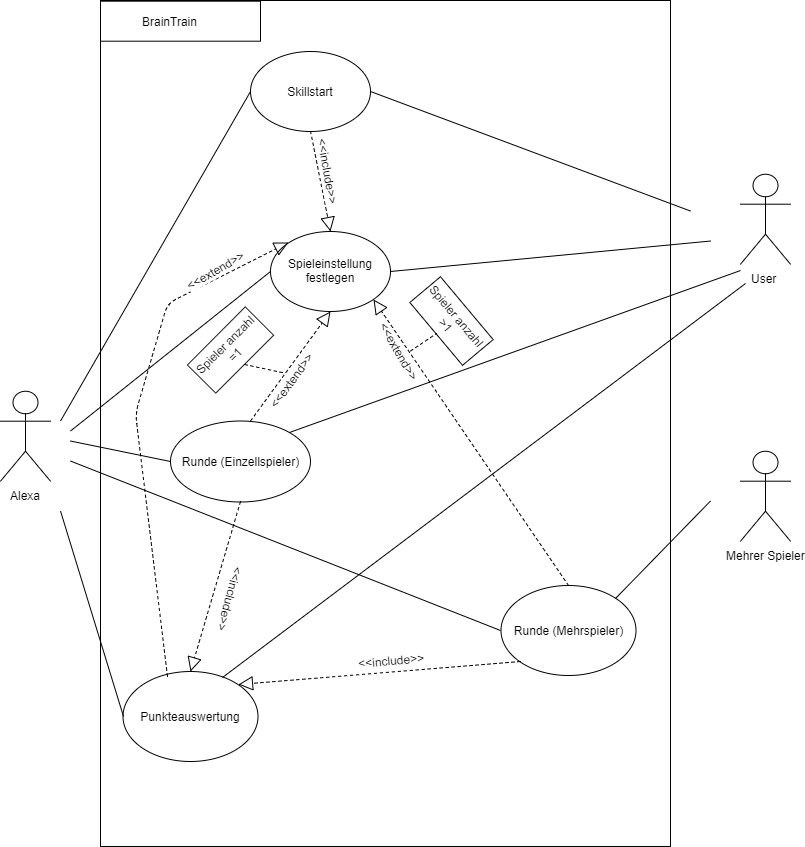 BrainTrain
Skillstart
<<include>>
<<extend>>
Spieleinstellung
festlegen
User
Spieler anzahl
>1
Spieler anzahl
=1
<<extend>>
<<extend>>
Runde (Einzellspieler)
Alexa
Mehrer Spieler
<<include>>
Runde (Mehrspieler)
<<include>>
Punkteauswertung